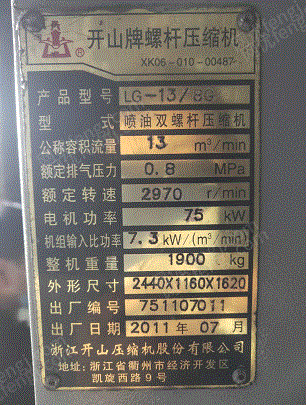 开山牌螺杆压缩机
XK06-010-00487
产品型号 LG-13/8G
型式 喷油双螺杆压缩机
公称容积流量 13 m³/min
额定排气压力 0.8 MPa
额定转速 2970 r/min
电机功率 75 kW
机组输入比功率 7.3 kW/(m³/min)
整机重量 1900 kg
外形尺寸 2440X1160X1620
出厂编号 751107011
出厂日期 2011年07月
浙江开山压缩机股份有限公司
地址:浙江省衢州市经济开发区
凯旋西路9号